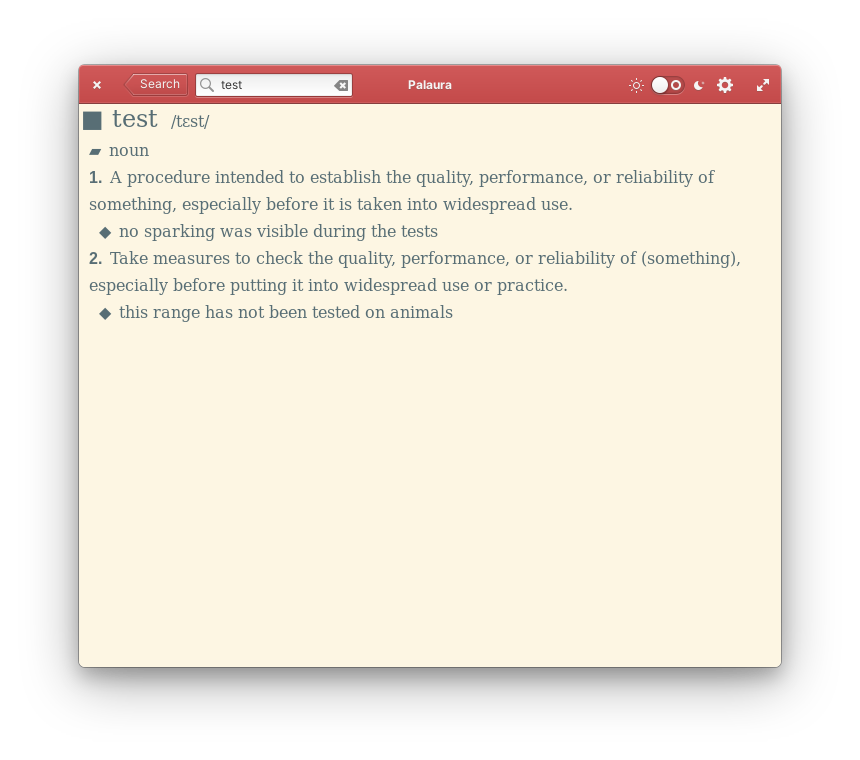 Search
test
Palaura
test /tɛst/
noun
1. A procedure intended to establish the quality, performance, or reliability of
something, especially before it is taken into widespread use.
◆ no sparking was visible during the tests
2. Take measures to check the quality, performance, or reliability of (something),
especially before putting it into widespread use or practice.
◆ this range has not been tested on animals